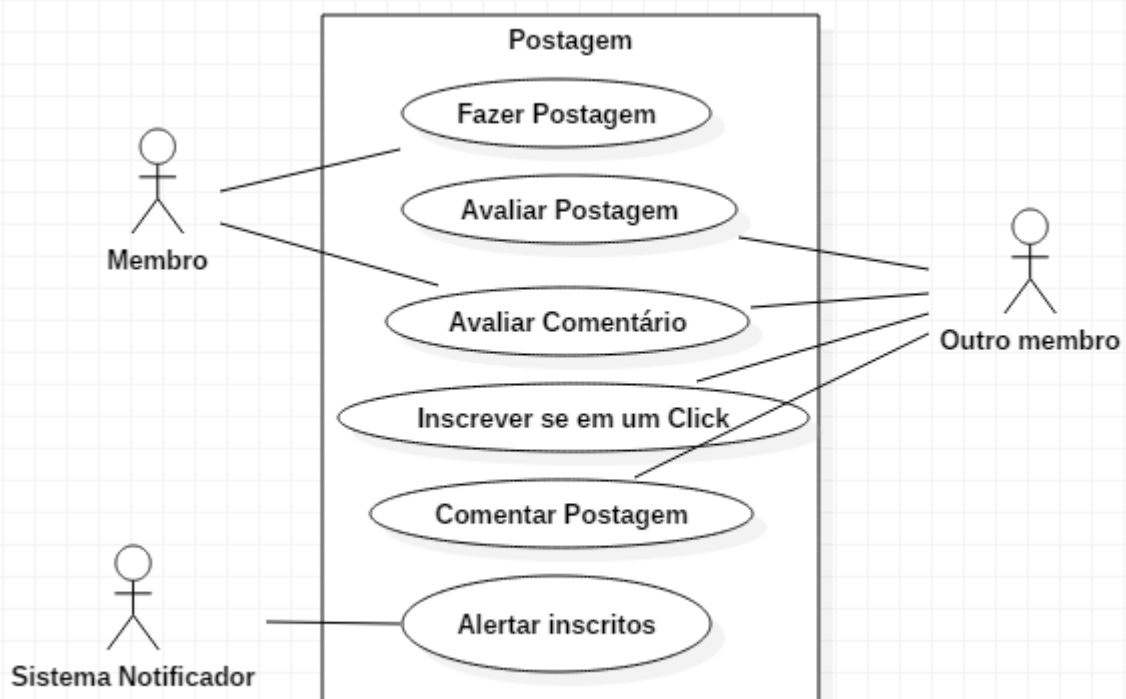 Postagem
Fazer Postagem
Avaliar Postagem
Membro
Avaliar Comentário
Outro membro
Inscrever se em um Click
Comentar Postagem
Alertar inscritos
Sistema Notificador